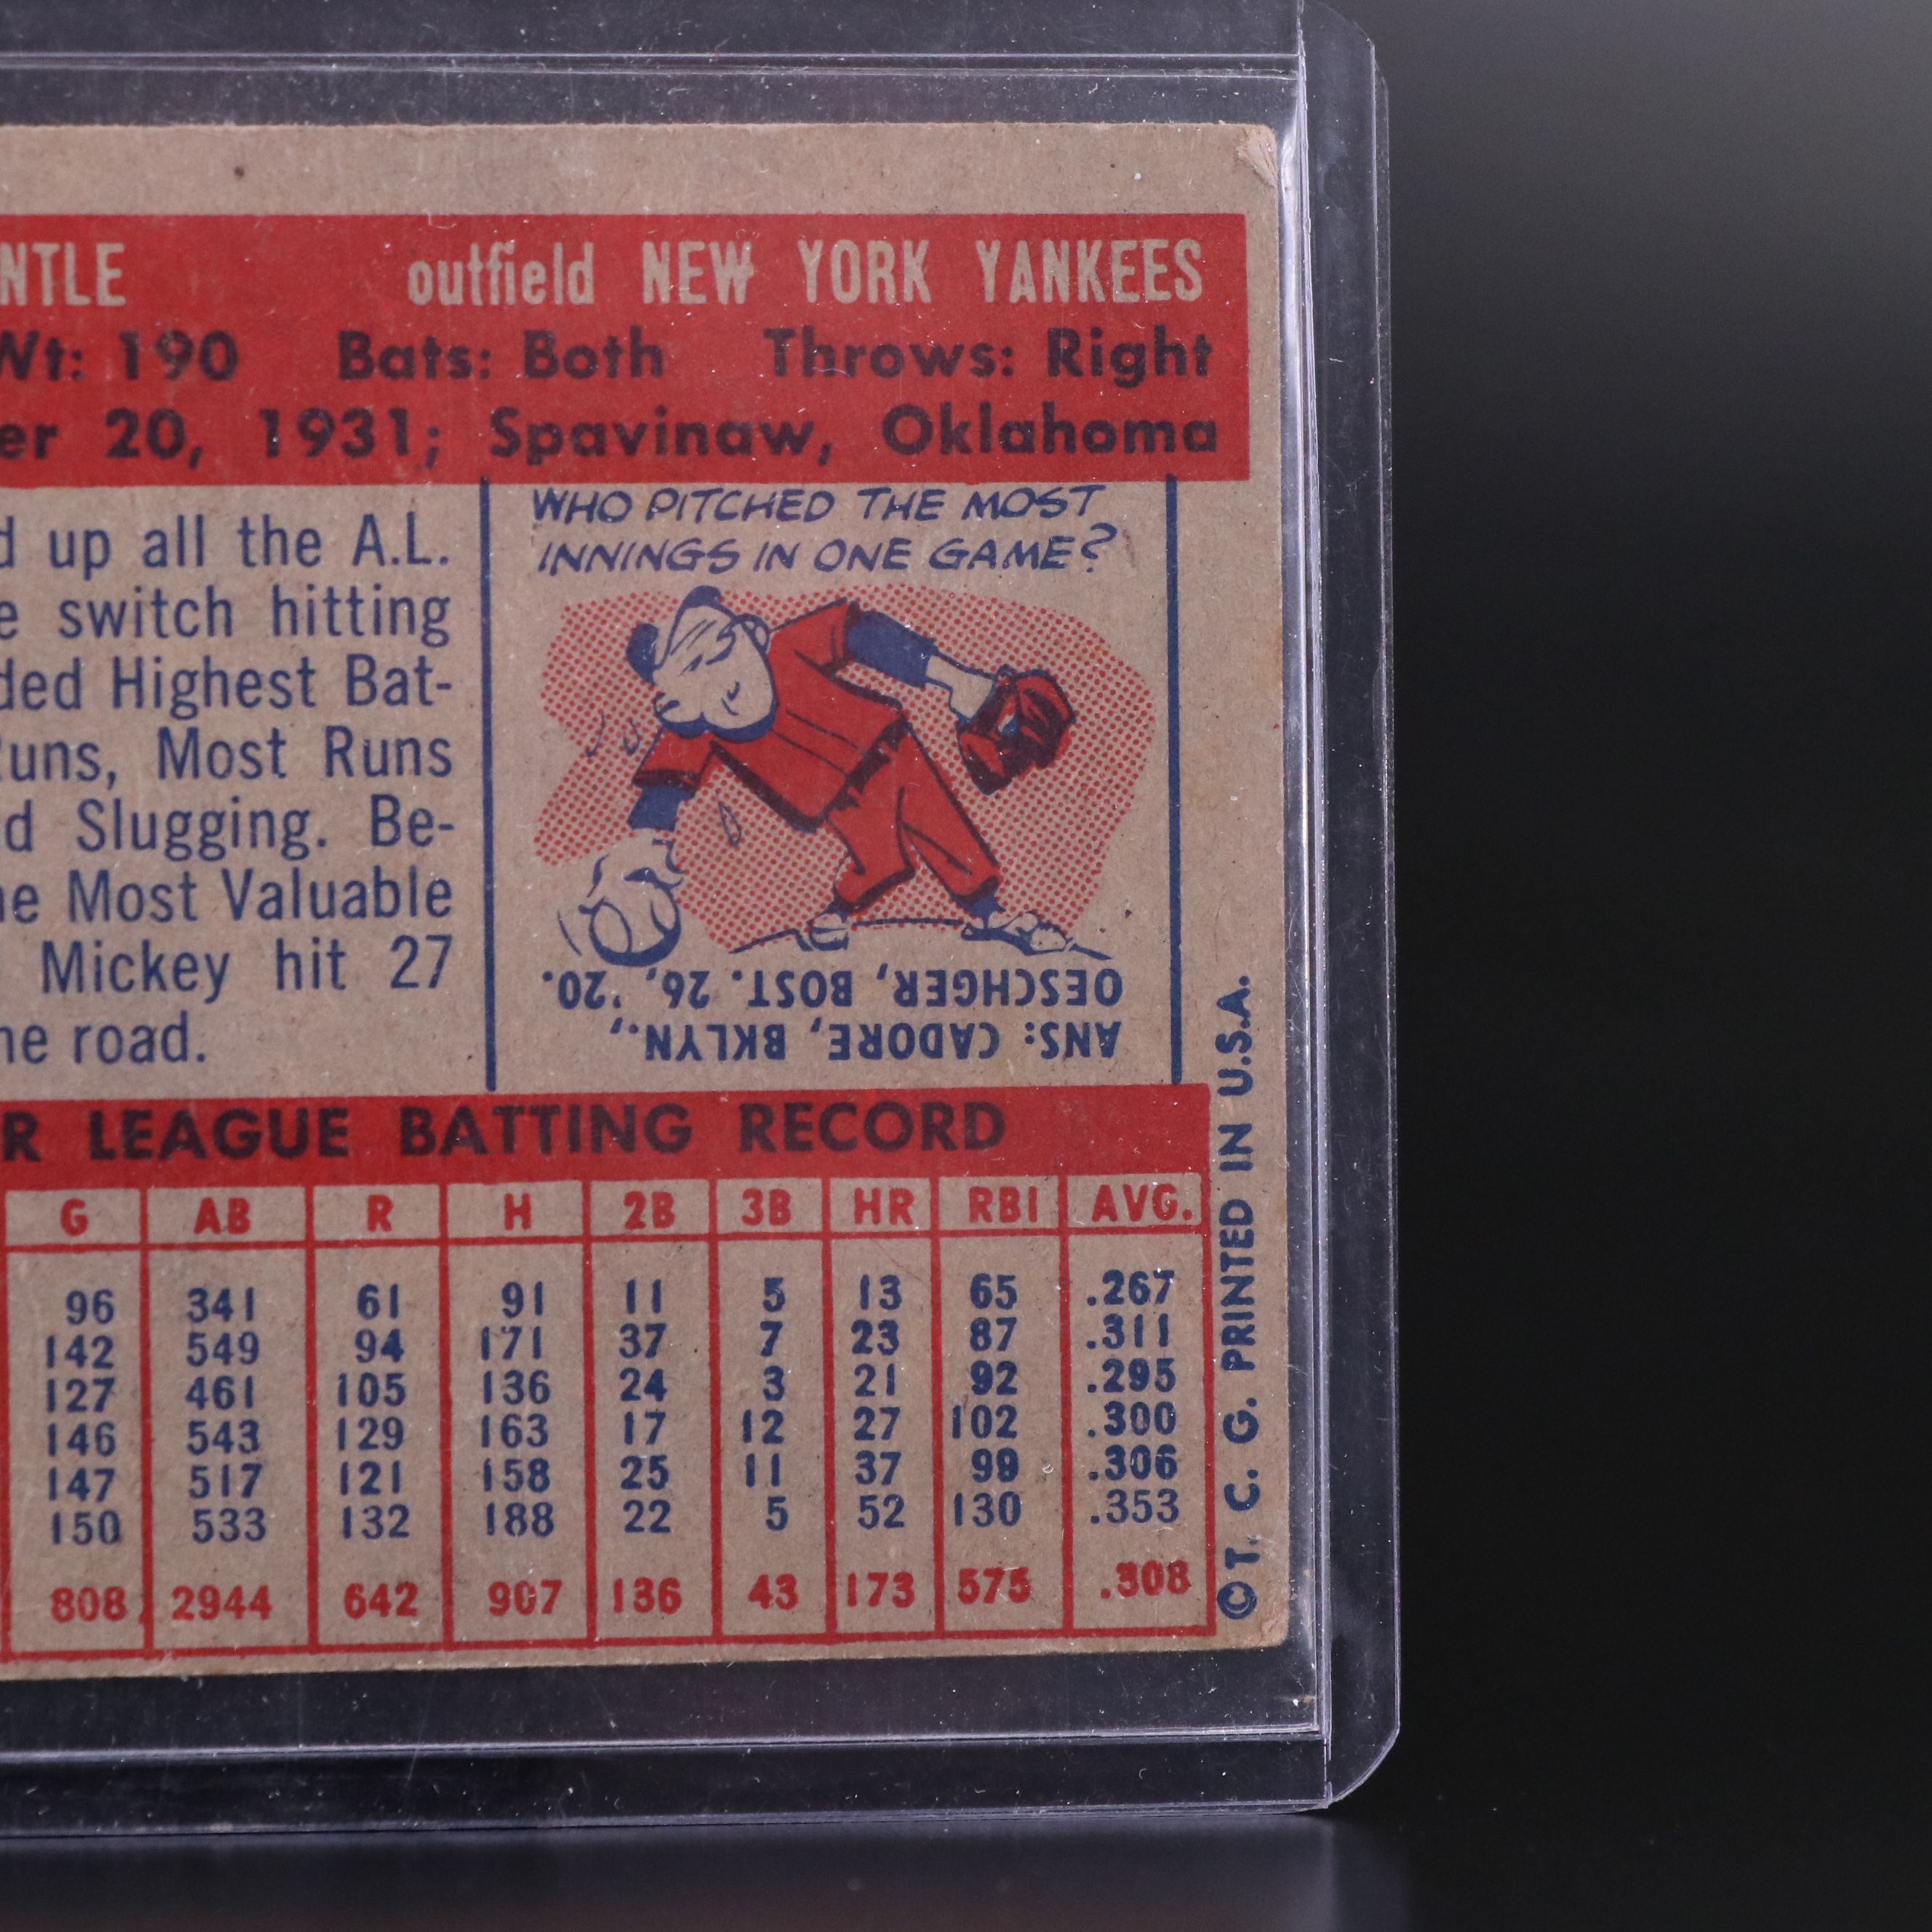 NTLE outfield NEW YORK YANKEES
Wt: 190 Bats: Both Throws: Right
er 20, 1931; Spavinaw, Oklahoma
d up all the A.L.
e switch hitting
ded Highest Bat-
uns, Most Runs
d Slugging. Be-
he Most Valuable
Mickey hit 27
he road.
WHO PITCHED THE MOST
INNINGS IN ONE GAME?
ANS: CADORE, BKLYN.,
OESCHGER, BOST. 26, '20.
R LEAGUE BATTING RECORD
G AB R H 2B 3B HR RBI AVG.
96 341 61 91 11 5 13 65 .267
142 549 94 171 37 7 23 87 .311
127 461 105 136 24 3 21 92 .295
146 543 129 163 17 12 27 102 .300
147 517 121 158 25 11 37 99 .306
150 533 132 188 22 5 52 130 .353
808 2944 642 907 136 43 173 575 .308
©T. C. G. PRINTED IN U.S.A.